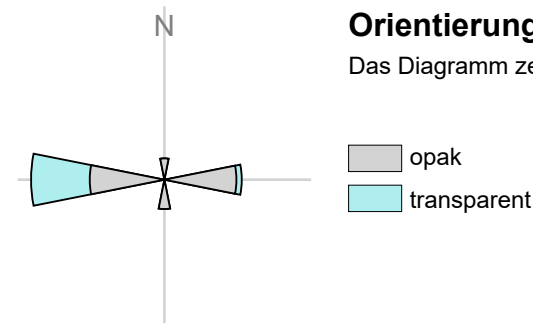 N
Orientierung
Das Diagramm ze
opak
transparent